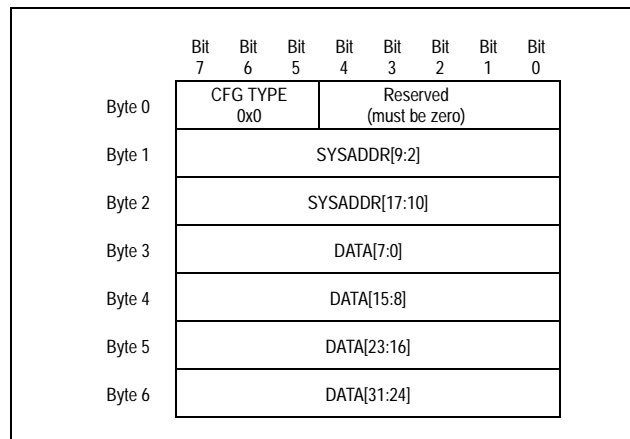 Bit Bit Bit Bit Bit Bit Bit Bit
7 6 5 4 3 2 1 0
Byte 0 CFG TYPE Reserved
0x0 (must be zero)
Byte 1 SYSADDR[9:2]
Byte 2 SYSADDR[17:10]
Byte 3 DATA[7:0]
Byte 4 DATA[15:8]
Byte 5 DATA[23:16]
Byte 6 DATA[31:24]